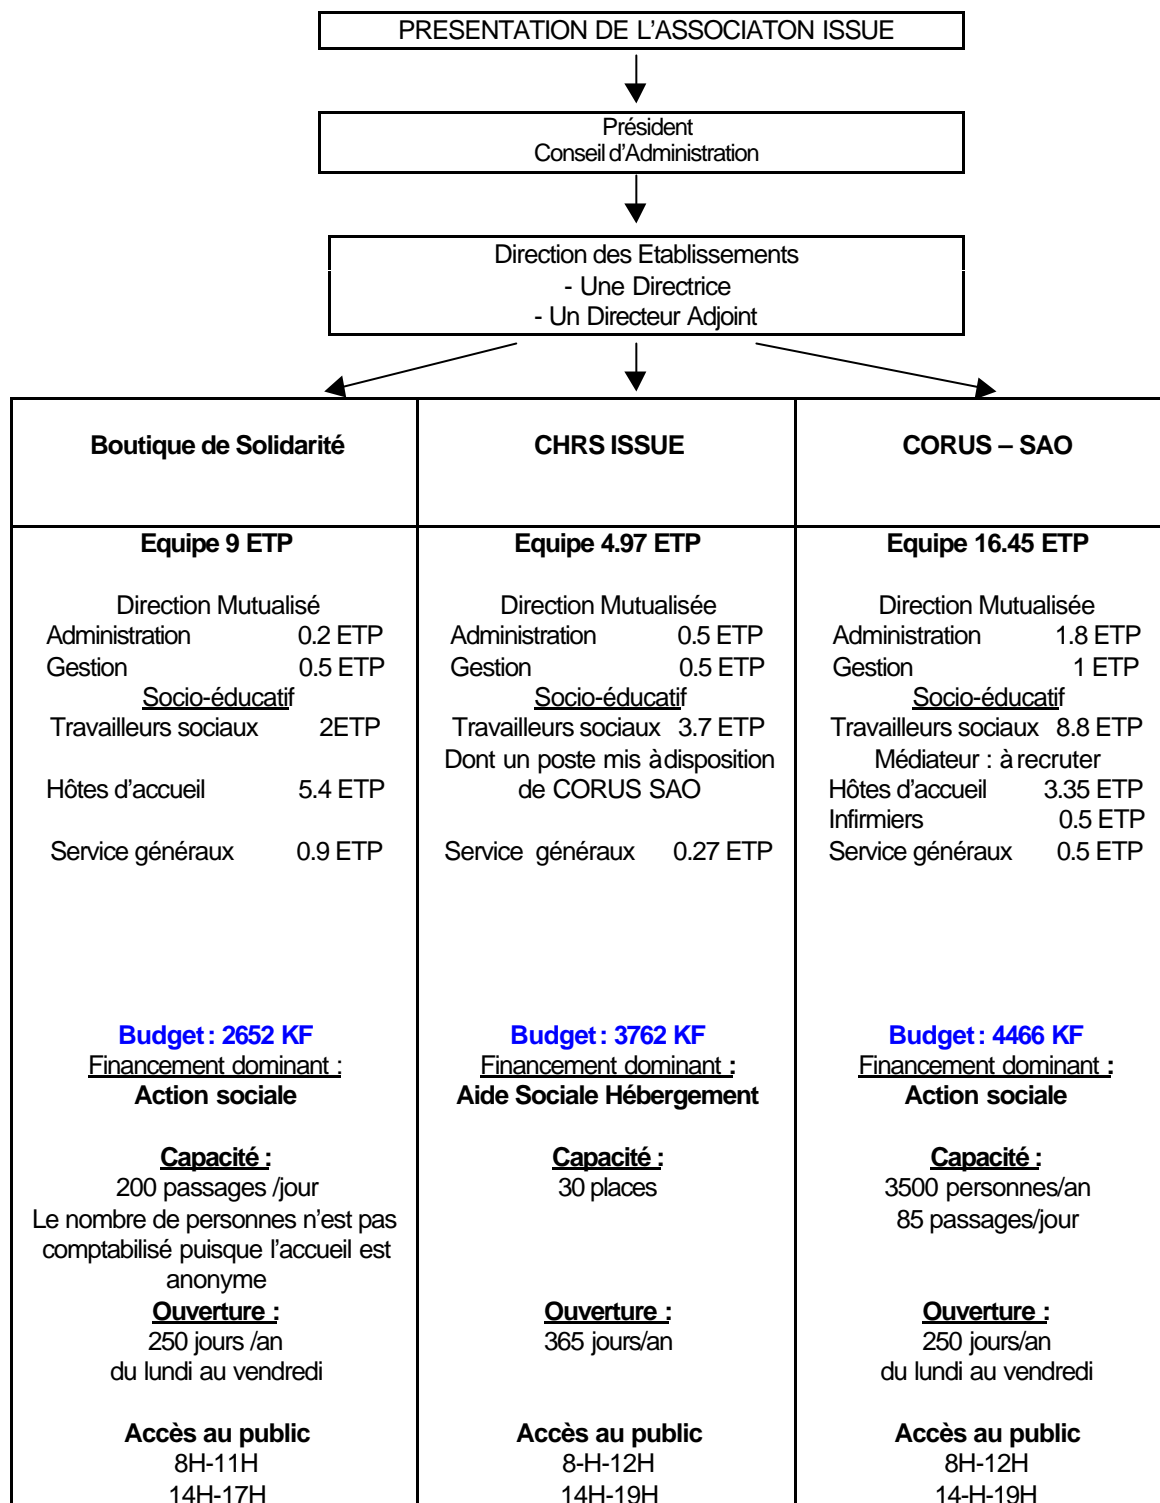 PRESENTATION DE L'ASSOCIATON ISSUE
Président
Conseil d'Administration
Direction des Etablissements
- Une Directrice
- Un Directeur Adjoint
Boutique de Solidarité
Equipe 9 ETP
Direction Mutualisé
Administration 0.2 ETP
Gestion 0.5 ETP
Socio-éducatif
Travailleurs sociaux 2ETP
Hôtes d'accueil 5.4 ETP
Service généraux 0.9 ETP
Budget : 2652 KF
Financement dominant :
Action sociale
Capacité :
200 passages /jour
Le nombre de personnes n'est pas
comptabilisé puisque l'accueil est
anonyme
Ouverture :
250 jours /an
du lundi au vendredi
Accès au public
8H-11H
14H-17H
CHRS ISSUE
Equipe 4.97 ETP
Direction Mutualisée
Administration 0.5 ETP
Gestion 0.5 ETP
Socio-éducatif
Travailleurs sociaux 3.7 ETP
Dont un poste mis à disposition
de CORUS SAO
Service généraux 0.27 ETP
Budget : 3762 KF
Financement dominant :
Aide Sociale Hébergement
Capacité :
30 places
Ouverture :
365 jours/an
Accès au public
8-H-12H
14H-19H
CORUS – SAO
Equipe 16.45 ETP
Direction Mutualisée
Administration 1.8 ETP
Gestion 1 ETP
Socio-éducatif
Travailleurs sociaux 8.8 ETP
Médiateur : à recruter
Hôtes d'accueil 3.35 ETP
Infirmiers 0.5 ETP
Service généraux 0.5 ETP
Budget : 4466 KF
Financement dominant :
Action sociale
Capacité :
3500 personnes/an
85 passages/jour
Ouverture :
250 jours/an
du lundi au vendredi
Accès au public
8H-12H
14-H-19H